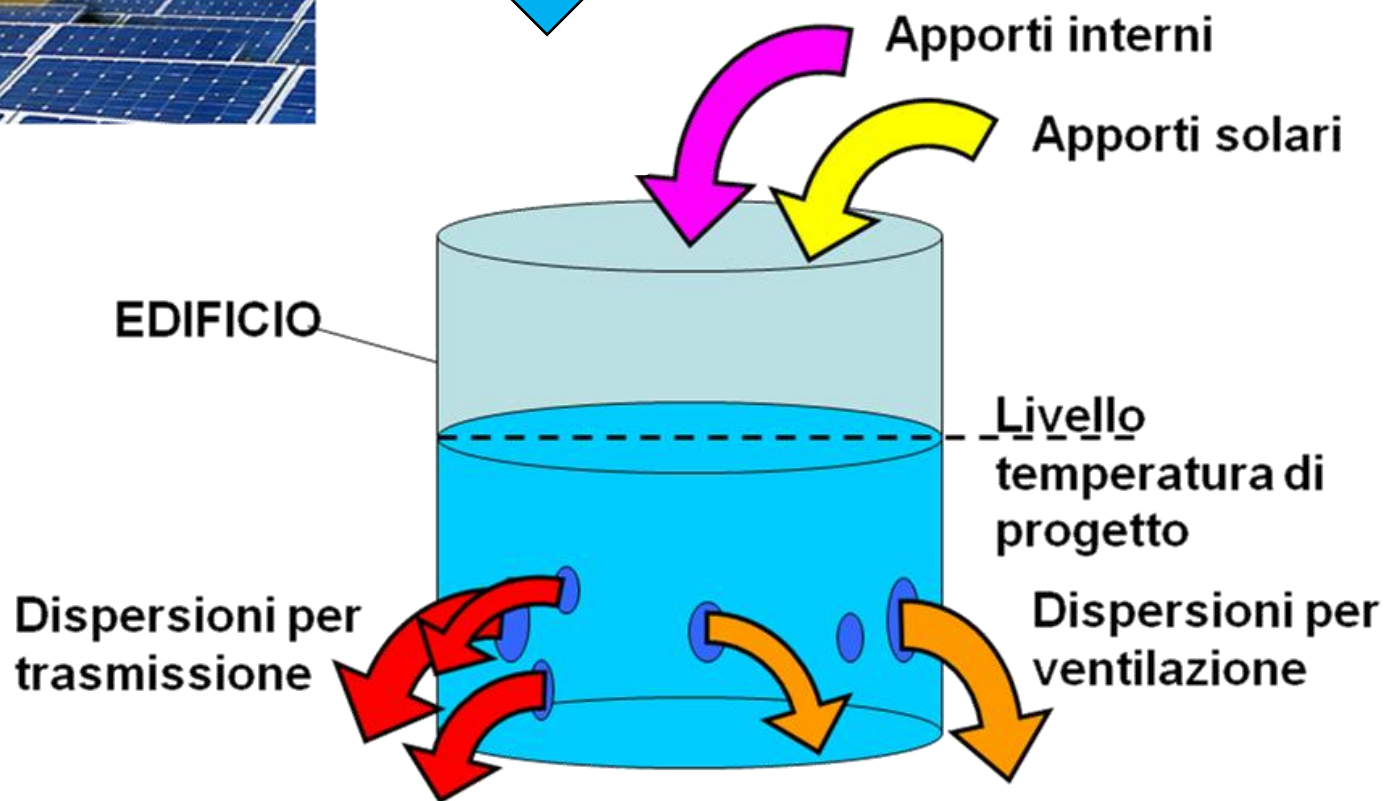 Apporti interni
Apporti solari
EDIFICIO
Livello
temperatura di
progetto
Dispersioni per
trasmissione
Dispersioni per
ventilazione